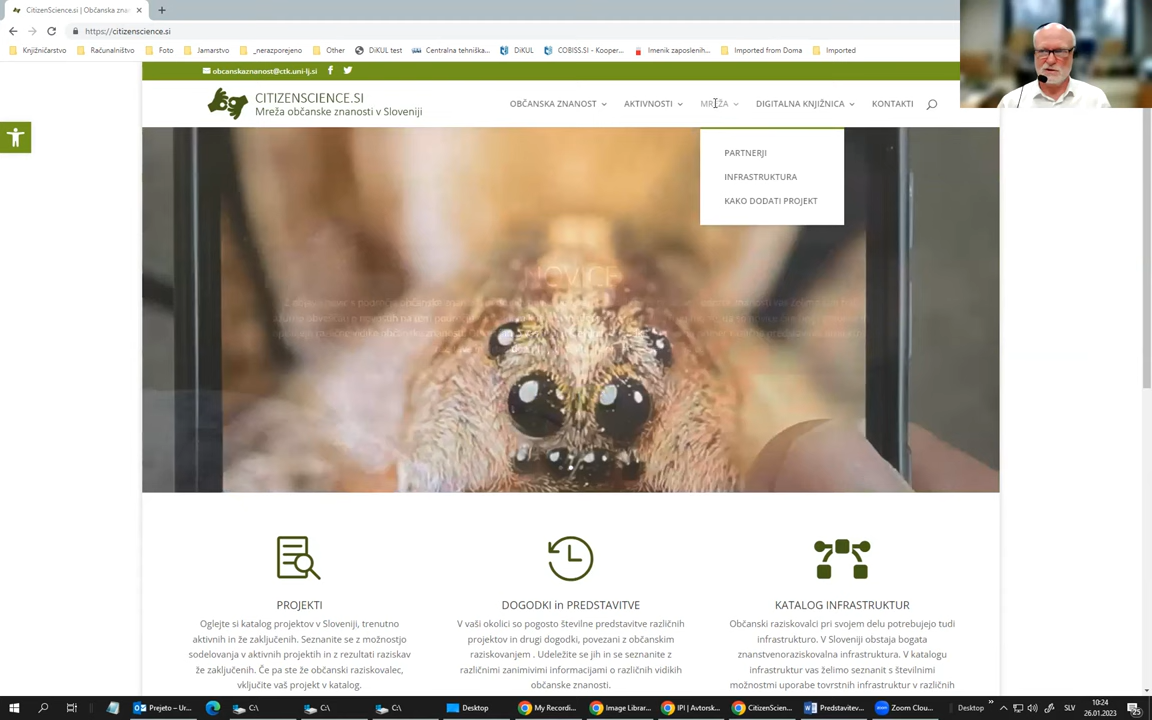 CitizenScience.si | Občanska zna
https://citizenscience.si
Knjižničarstvo
Računalništvo
Foto
Jamarstvo
_nerazporejeno
Other
DiKUL test
Centralna tehniška...
DiKUL
COBISS.SI - Kooper...
Imenik zaposlenih...
Imported from Doma
Imported
obcanskaznanost@ctk.uni-lj.si
CITIZENSCIENCE.SI
Mreža občanske znanosti v Sloveniji
OBČANSKA ZNANOST
AKTIVNOSTI
MREŽA
DIGITALNA KNJIŽNICA
KONTAKTI
PARTNERJI
INFRASTRUKTURA
KAKO DODATI PROJEKT
NOVICE
PROJEKTI
Oglejte si katalog projektov v Sloveniji, trenutno
aktivnih in že zaključenih. Seznanite se z možnostjo
sodelovanja v aktivnih projektih in z rezultati raziskav
že zaključenih. Če pa ste že občanski raziskovalec,
vključite vaš projekt v katalog.
DOGODKI in PREDSTAVITVE
V vaši okolici so pogosto številne predstavitve različnih
projektov in drugi dogodki, povezani z občanskim
raziskovanjem . Udeležite se jih in se seznanite z
različnimi zanimivimi informacijami o različnih vidikih
občanske znanosti.
KATALOG INFRASTRUKTUR
Občanski raziskovalci pri svojem delu potrebujejo tudi
infrastrukturo. V Sloveniji obstaja bogata
znanstvenoraziskovalna infrastruktura. V katalogu
infrastruktur vas želimo seznanit s številnimi
možnostmi uporabe tovrstnih infrastruktur v različnih
Prejeto – Ur...
C:\
C:\
C:\
Desktop
My Recordi...
Image Librar...
IPI | Avtorsk...
CitizenScien...
Predstavitev...
Zoom Clou...
Desktop
SLV
10:24
26.01.2023
25